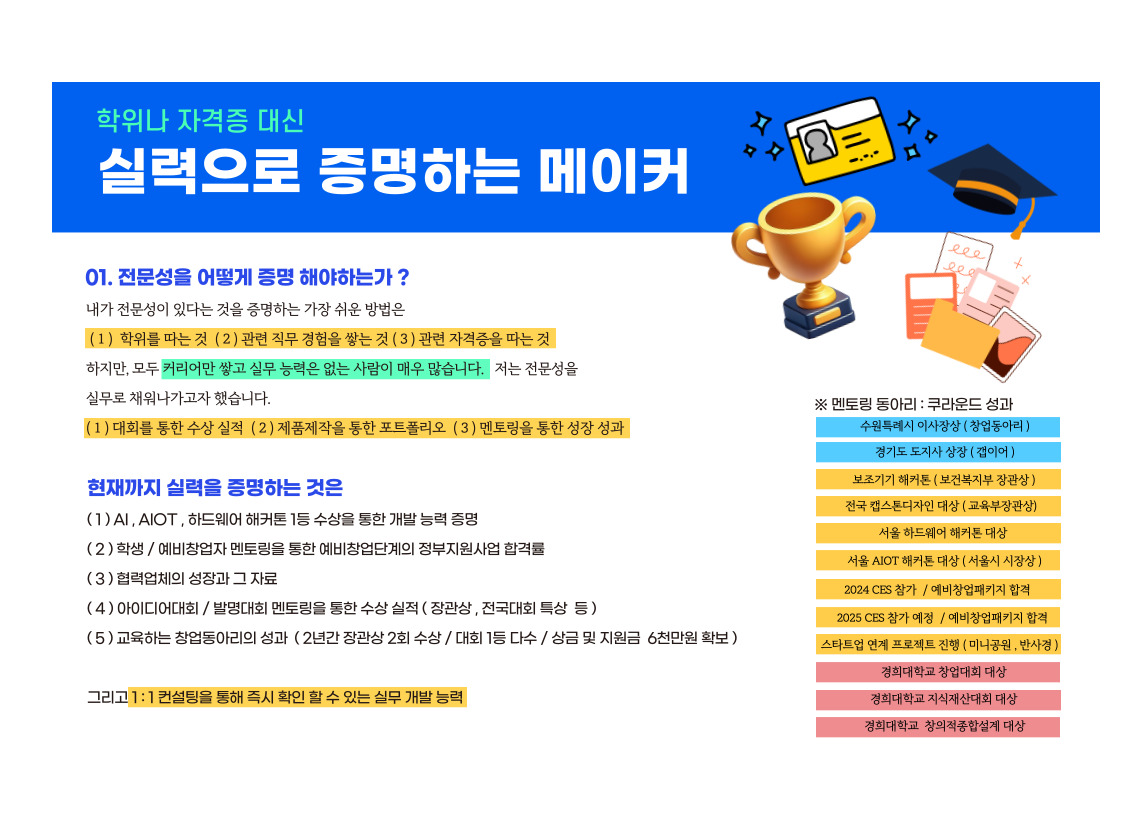 학위나 자격증 대신
실력으로 증명하는 메이커
01. 전문성을 어떻게 증명 해야하는가 ?
내가 전문성이 있다는 것을 증명하는 가장 쉬운 방법은
( 1 ) 학위를 따는 것 ( 2 ) 관련 직무 경험을 쌓는 것 ( 3 ) 관련 자격증을 따는 것
하지만, 모두 커리어만 쌓고 실무 능력은 없는 사람이 매우 많습니다. 저는 전문성을
실무로 채워나가고자 했습니다.
( 1 ) 대회를 통한 수상 실적 ( 2 ) 제품제작을 통한 포트폴리오 ( 3 ) 멘토링을 통한 성장 성과
현재까지 실력을 증명하는 것은
( 1 ) AI , AIOT , 하드웨어 해커톤 1등 수상을 통한 개발 능력 증명
( 2 ) 학생 / 예비창업자 멘토링을 통한 예비창업단계의 정부지원사업 합격률
( 3 ) 협력업체의 성장과 그 자료
( 4 ) 아이디어대회 / 발명대회 멘토링을 통한 수상 실적 ( 장관상 , 전국대회 특상 등 )
( 5 ) 교육하는 창업동아리의 성과 ( 2년간 장관상 2회 수상 / 대회 1등 다수 / 상금 및 지원금 6천만원 확보 )
그리고 1 : 1 컨설팅을 통해 즉시 확인 할 수 있는 실무 개발 능력
※ 멘토링 동아리 : 쿠라운드 성과
수원특례시 이사장상 ( 창업동아리 )
경기도 도지사 상장 ( 갭이어 )
보조기기 해커톤 ( 보건복지부 장관상 )
전국 캡스톤디자인 대상 ( 교육부장관상)
서울 하드웨어 해커톤 대상
서울 AIOT 해커톤 대상 ( 서울시 시장상 )
2024 CES 참가 / 예비창업패키지 합격
2025 CES 참가 예정 / 예비창업패키지 합격
스타트업 연계 프로젝트 진행 ( 미니공원 , 반사경 )
경희대학교 창업대회 대상
경희대학교 지식재산대회 대상
경희대학교 창의적종합설계 대상